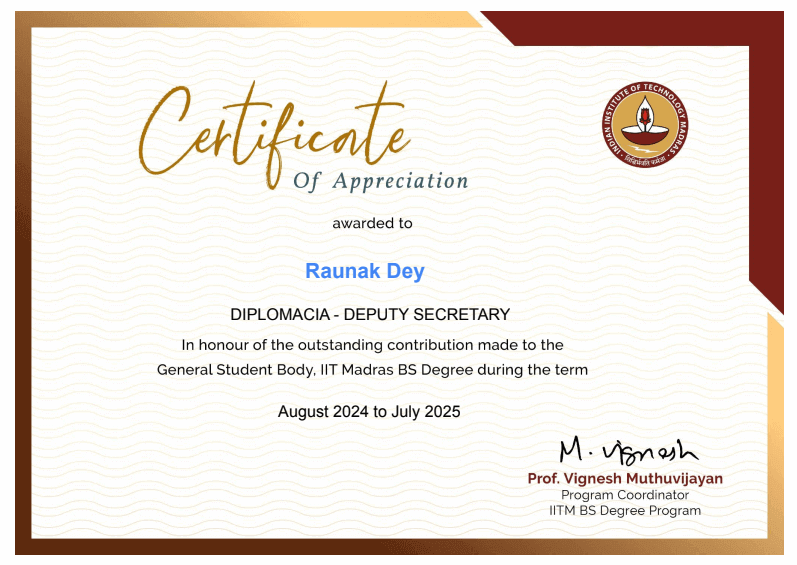 Certificate
Of Appreciation
INDIAN INSTITUTE OF TECHNOLOGY MADRAS
सिद्धिर्भवति कर्मजा
awarded to
Raunak Dey
DIPLOMACIA - DEPUTY SECRETARY
In honour of the outstanding contribution made to the
General Student Body, IIT Madras BS Degree during the term
August 2024 to July 2025
M. Vignesh
Prof. Vignesh Muthuvijayan
Program Coordinator
IITM BS Degree Program